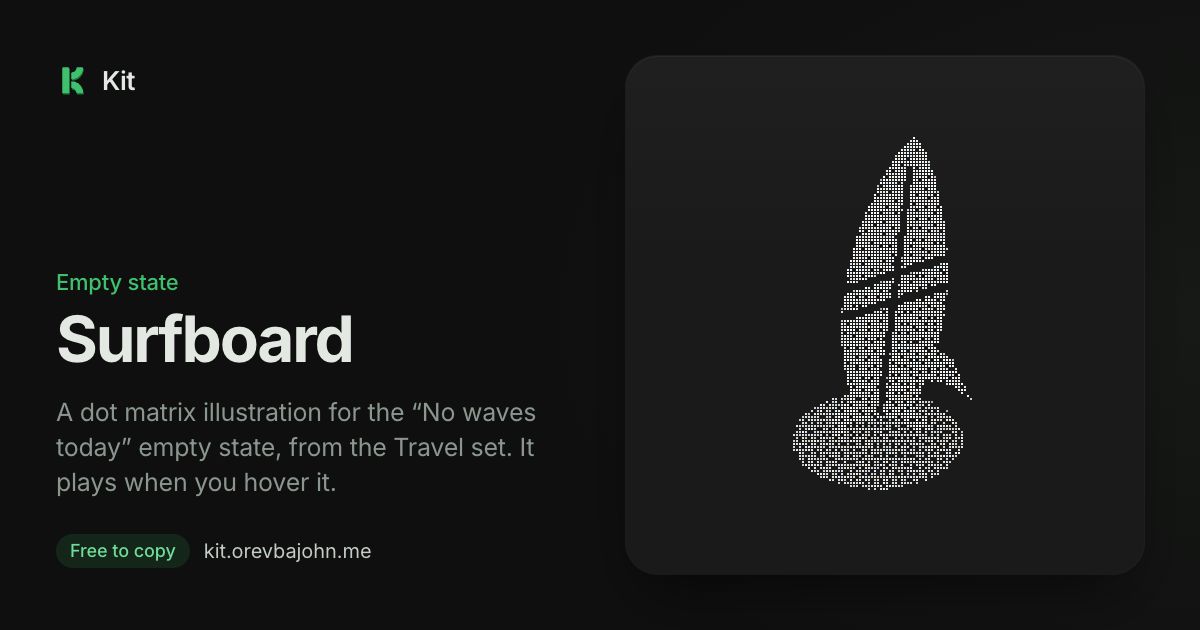 Kit
Empty state
Surfboard
A dot matrix illustration for the “No waves
today” empty state, from the Travel set. It
plays when you hover it.
Free to copy
kit.orevbajohn.me